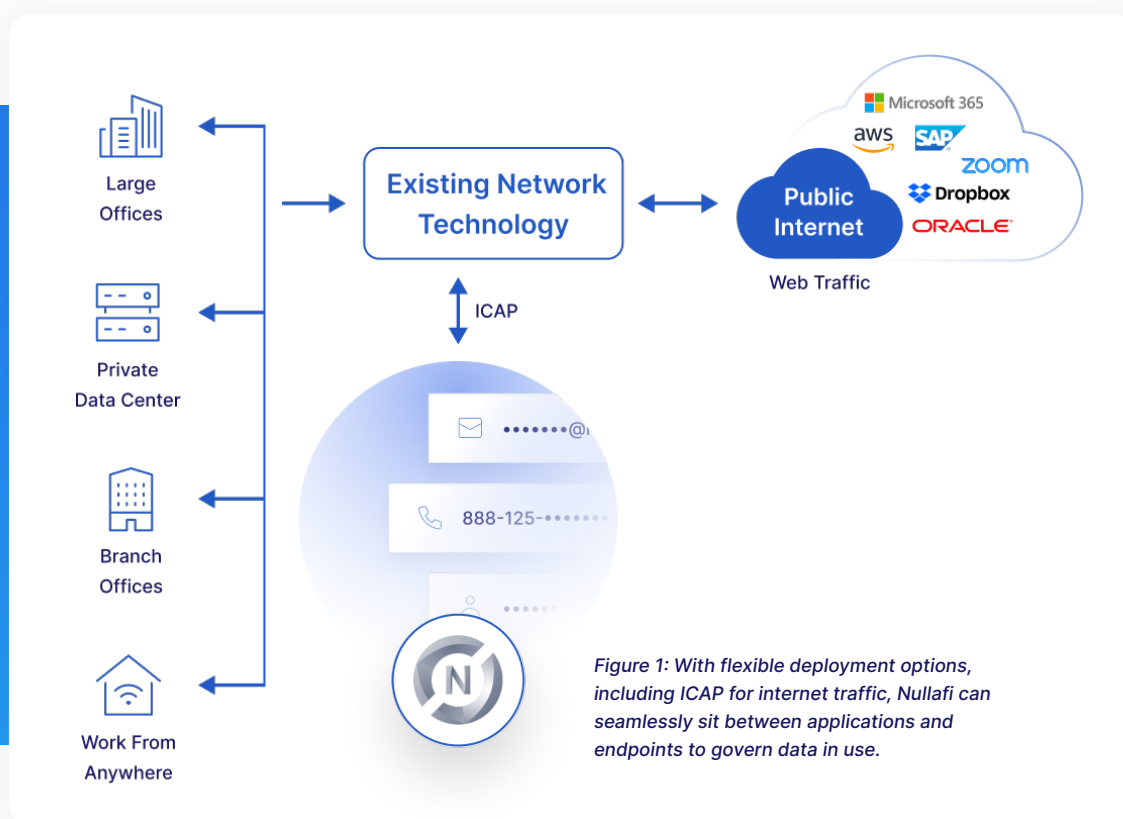 Large
Offices
Private
Data Center
Branch
Offices
Work From
Anywhere
Existing Network
Technology
ICAP
•••••••@
888-125-•••••••
••••••
N
Microsoft 365
aws
SAP
zoom
Dropbox
ORACLE
Public
Internet
Web Traffic
Figure 1: With flexible deployment options,
including ICAP for internet traffic, Nullafi can
seamlessly sit between applications and
endpoints to govern data in use.